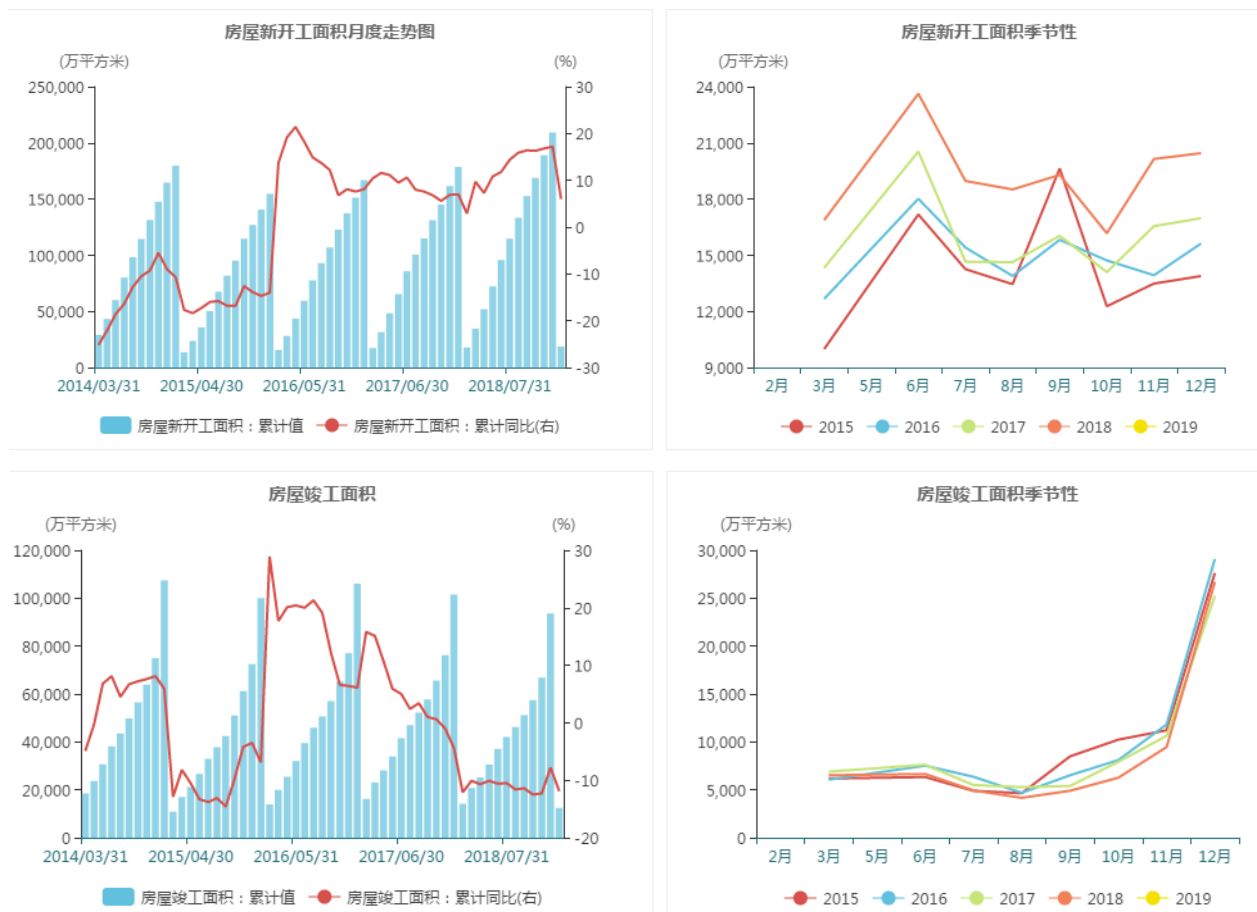 房屋新开工面积月度走势图
(万平方米) (%)
250,000 30
200,000 20
150,000 10
0
100,000 -10
50,000 -20
0 -30
2014/03/31 2015/04/30 2016/05/31 2017/06/30 2018/07/31
房屋新开工面积：累计值 房屋新开工面积：累计同比(右)
房屋新开工面积季节性
(万平方米)
24,000
21,000
18,000
15,000
12,000
9,000
2月 3月 5月 6月 7月 8月 9月 10月 11月 12月
2015 2016 2017 2018 2019
房屋竣工面积
(万平方米) (%)
120,000 30
100,000 20
80,000 10
60,000 0
40,000 -10
20,000
0 -20
2014/03/31 2015/04/30 2016/05/31 2017/06/30 2018/07/31
房屋竣工面积：累计值 房屋竣工面积：累计同比(右)
房屋竣工面积季节性
(万平方米)
30,000
25,000
20,000
15,000
10,000
5,000
0
2月 3月 5月 6月 7月 8月 9月 10月 11月 12月
2015 2016 2017 2018 2019